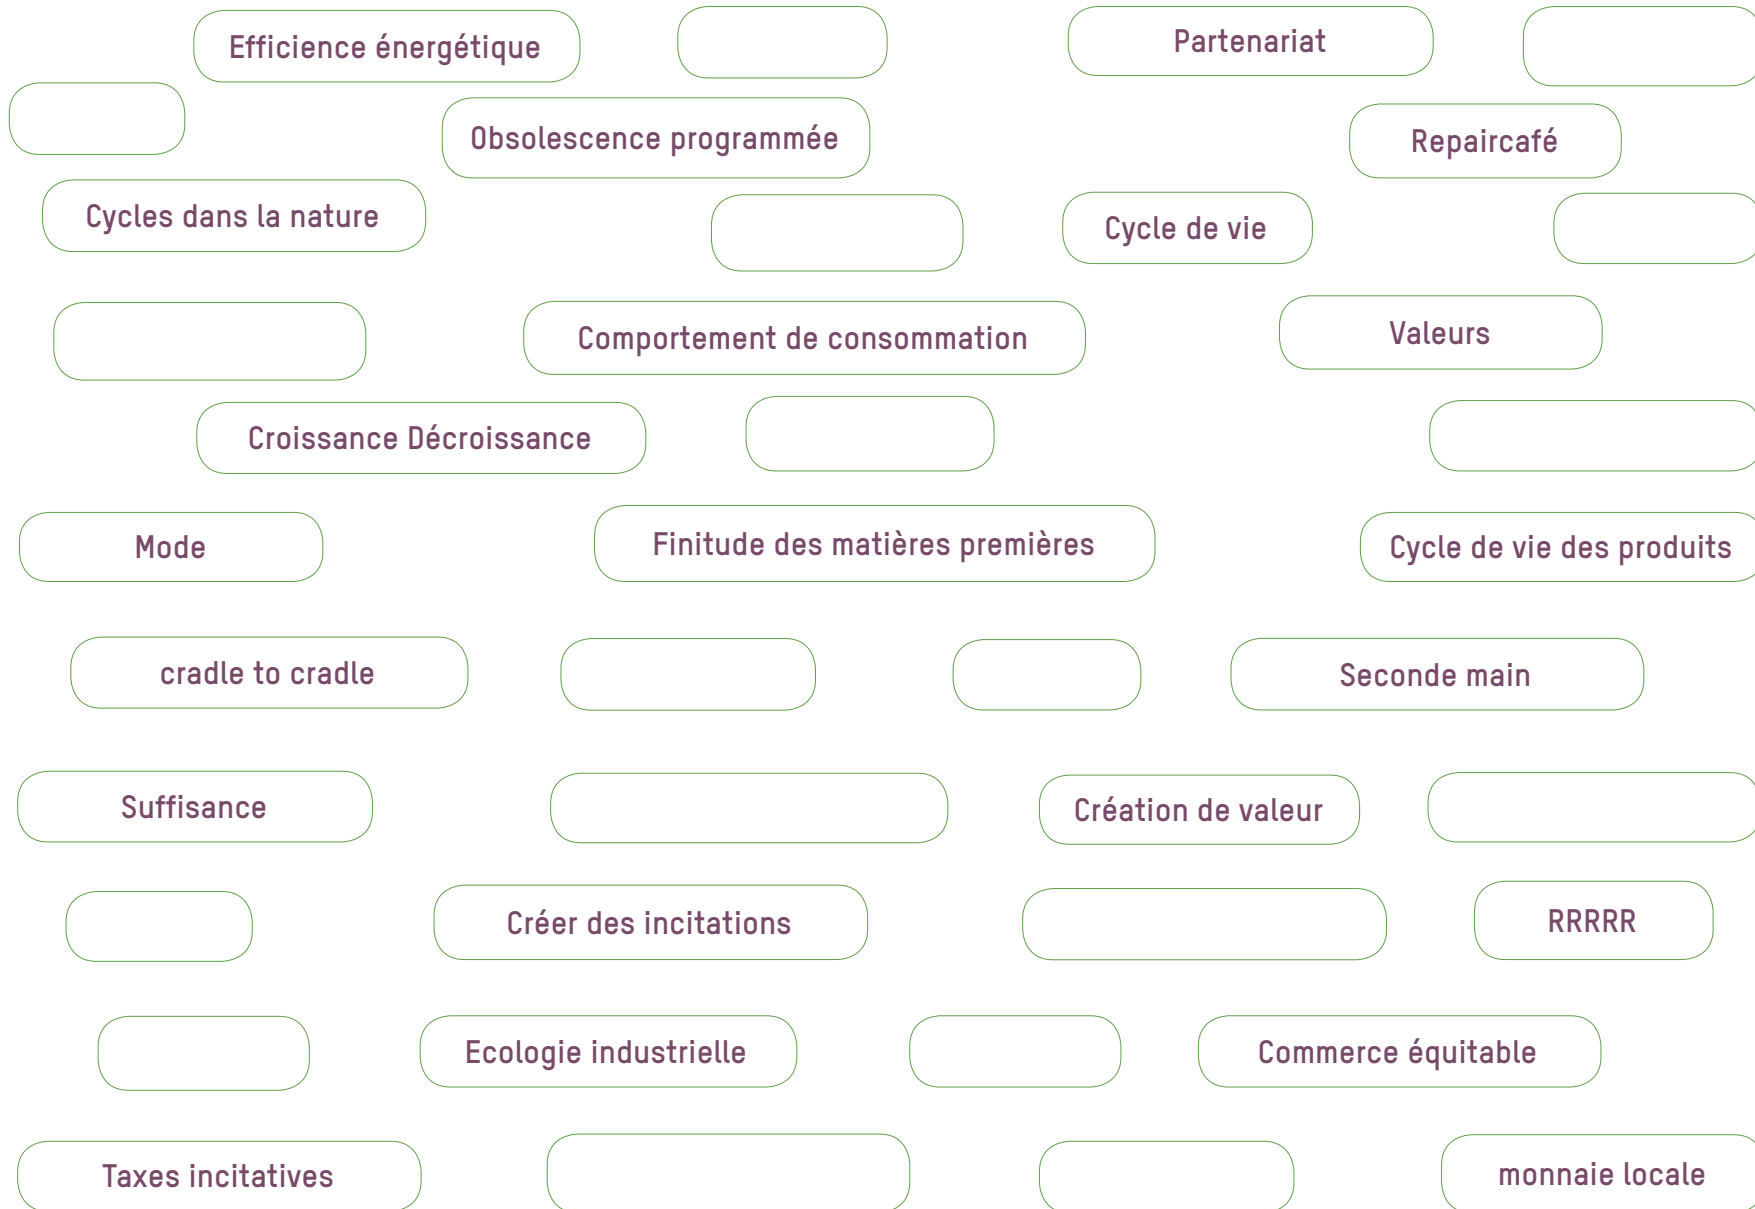 Efficience énergétique
Partenariat
Obsolescence programmée
Repaircafé
Cycles dans la nature
Cycle de vie
Comportement de consommation
Valeurs
Croissance Décroissance
Mode
Finitude des matières premières
Cycle de vie des produits
cradle to cradle
Seconde main
Suffisance
Création de valeur
Créer des incitations
RRRRR
Ecologie industrielle
Commerce équitable
Taxes incitatives
monnaie locale